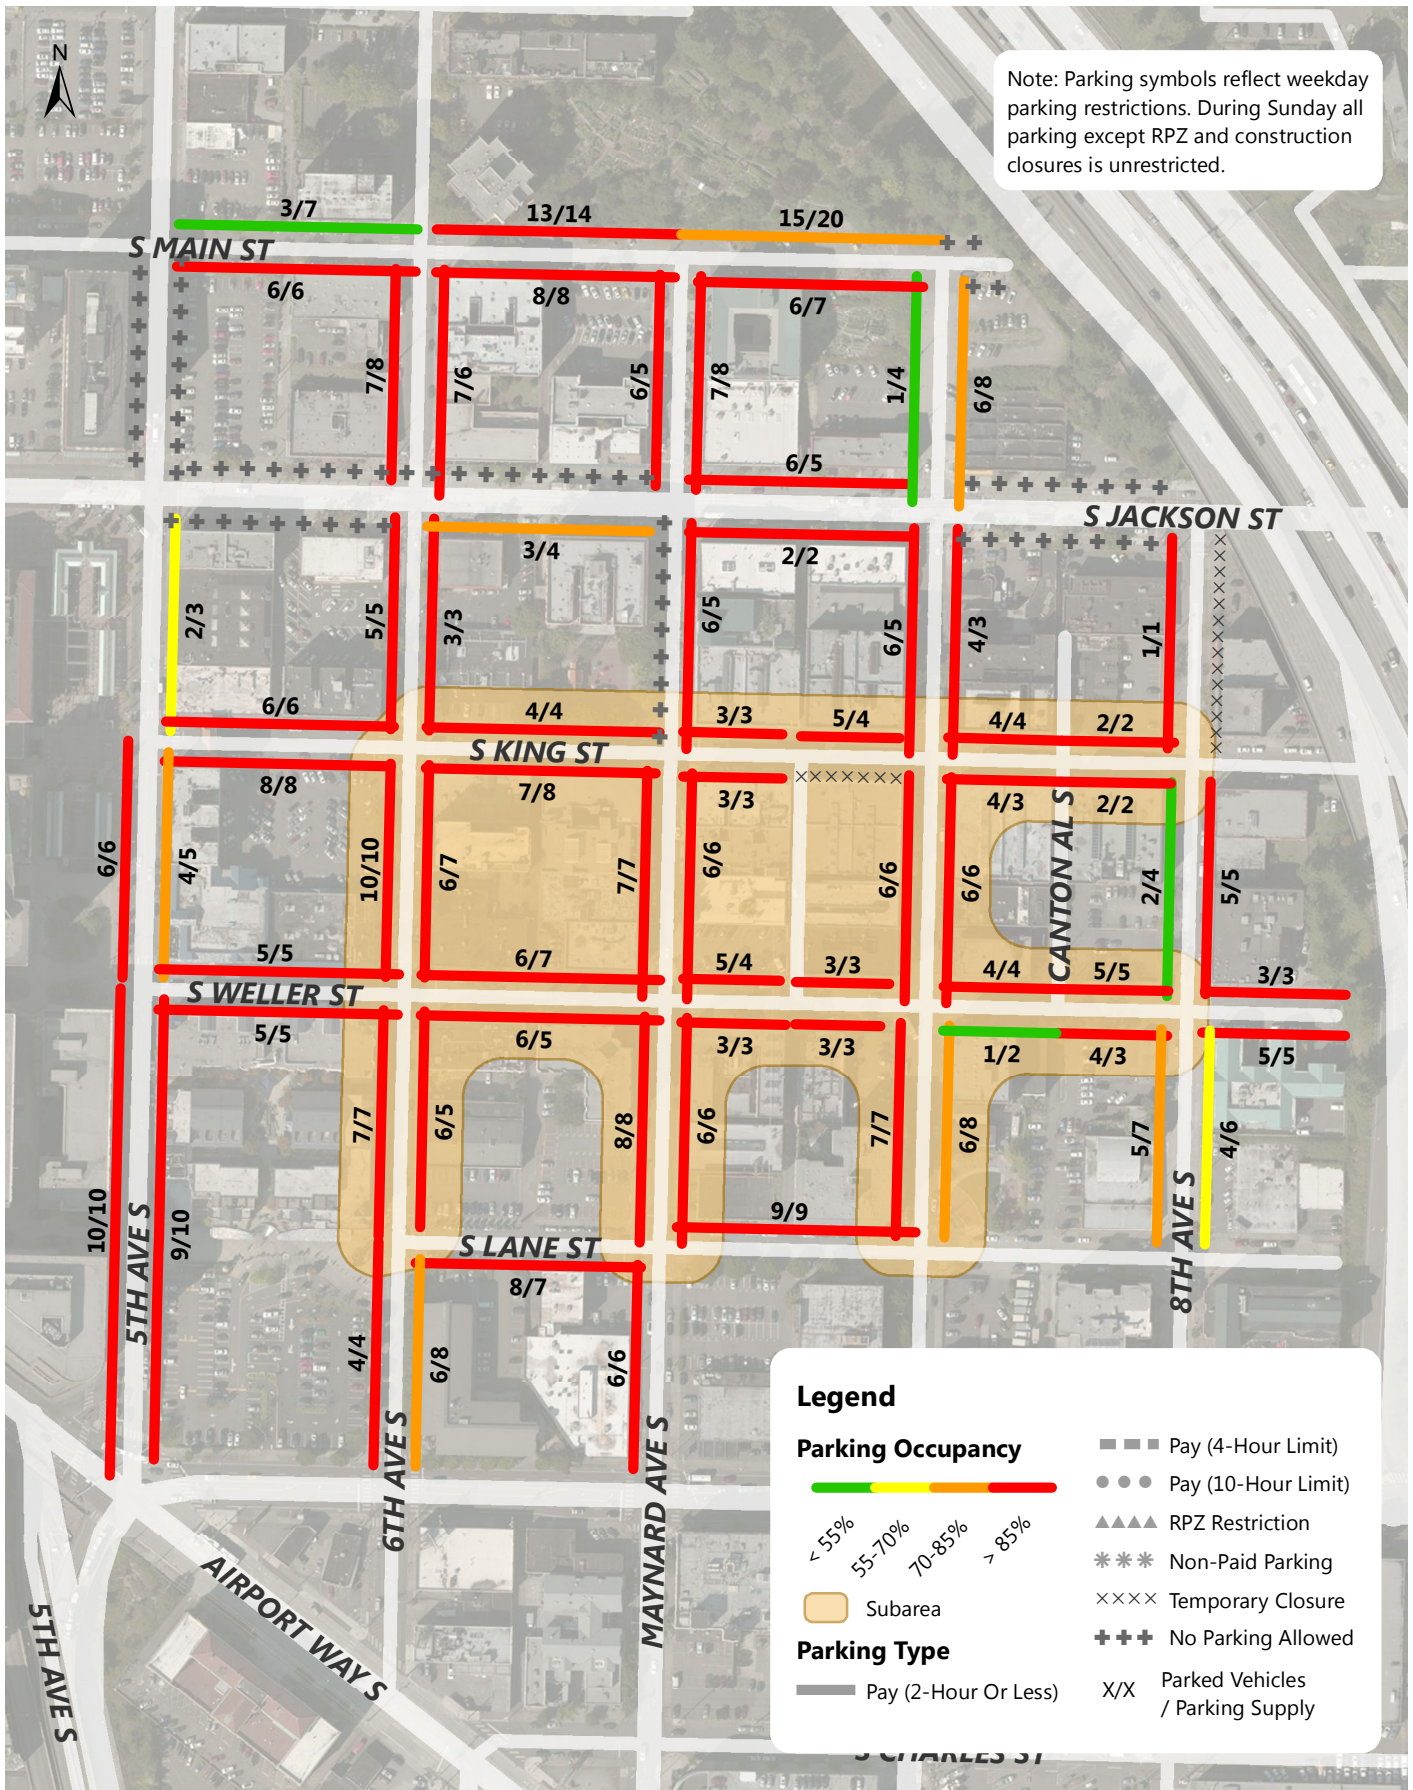 N
Note: Parking symbols reflect weekday
parking restrictions. During Sunday all
parking except RPZ and construction
closures is unrestricted.
3/7
13/14
15/20
S MAIN ST
6/6
8/8
6/7
7/8
7/6
6/5
7/8
1/4
6/8
6/5
S JACKSON ST
3/4
2/2
2/3
5/5
3/3
6/5
6/5
4/3
1/1
6/6
4/4
3/3
5/4
4/4
2/2
S KING ST
8/8
7/8
3/3
4/3
2/2
6/6
4/5
10/10
6/7
7/7
6/6
6/6
6/6
CANTON AL S
2/4
5/5
5/5
6/7
5/4
3/3
4/4
5/5
3/3
S WELLER ST
5/5
6/5
3/3
3/3
1/2
4/3
5/5
10/10
9/10
7/7
6/5
8/8
6/6
7/7
6/8
5/7
4/6
9/9
5TH AVE S
S LANE ST
8TH AVE S
8/7
4/4
6/8
6/6
6TH AVE S
MAYNARD AVE S
AIRPORT WAY S
5TH AVE S
S CHARLES ST
Legend
Parking Occupancy
< 55%
55-70%
70-85%
> 85%
Subarea
Parking Type
Pay (2-Hour Or Less)
Pay (4-Hour Limit)
Pay (10-Hour Limit)
RPZ Restriction
Non-Paid Parking
Temporary Closure
No Parking Allowed
X/X
Parked Vehicles
/ Parking Supply